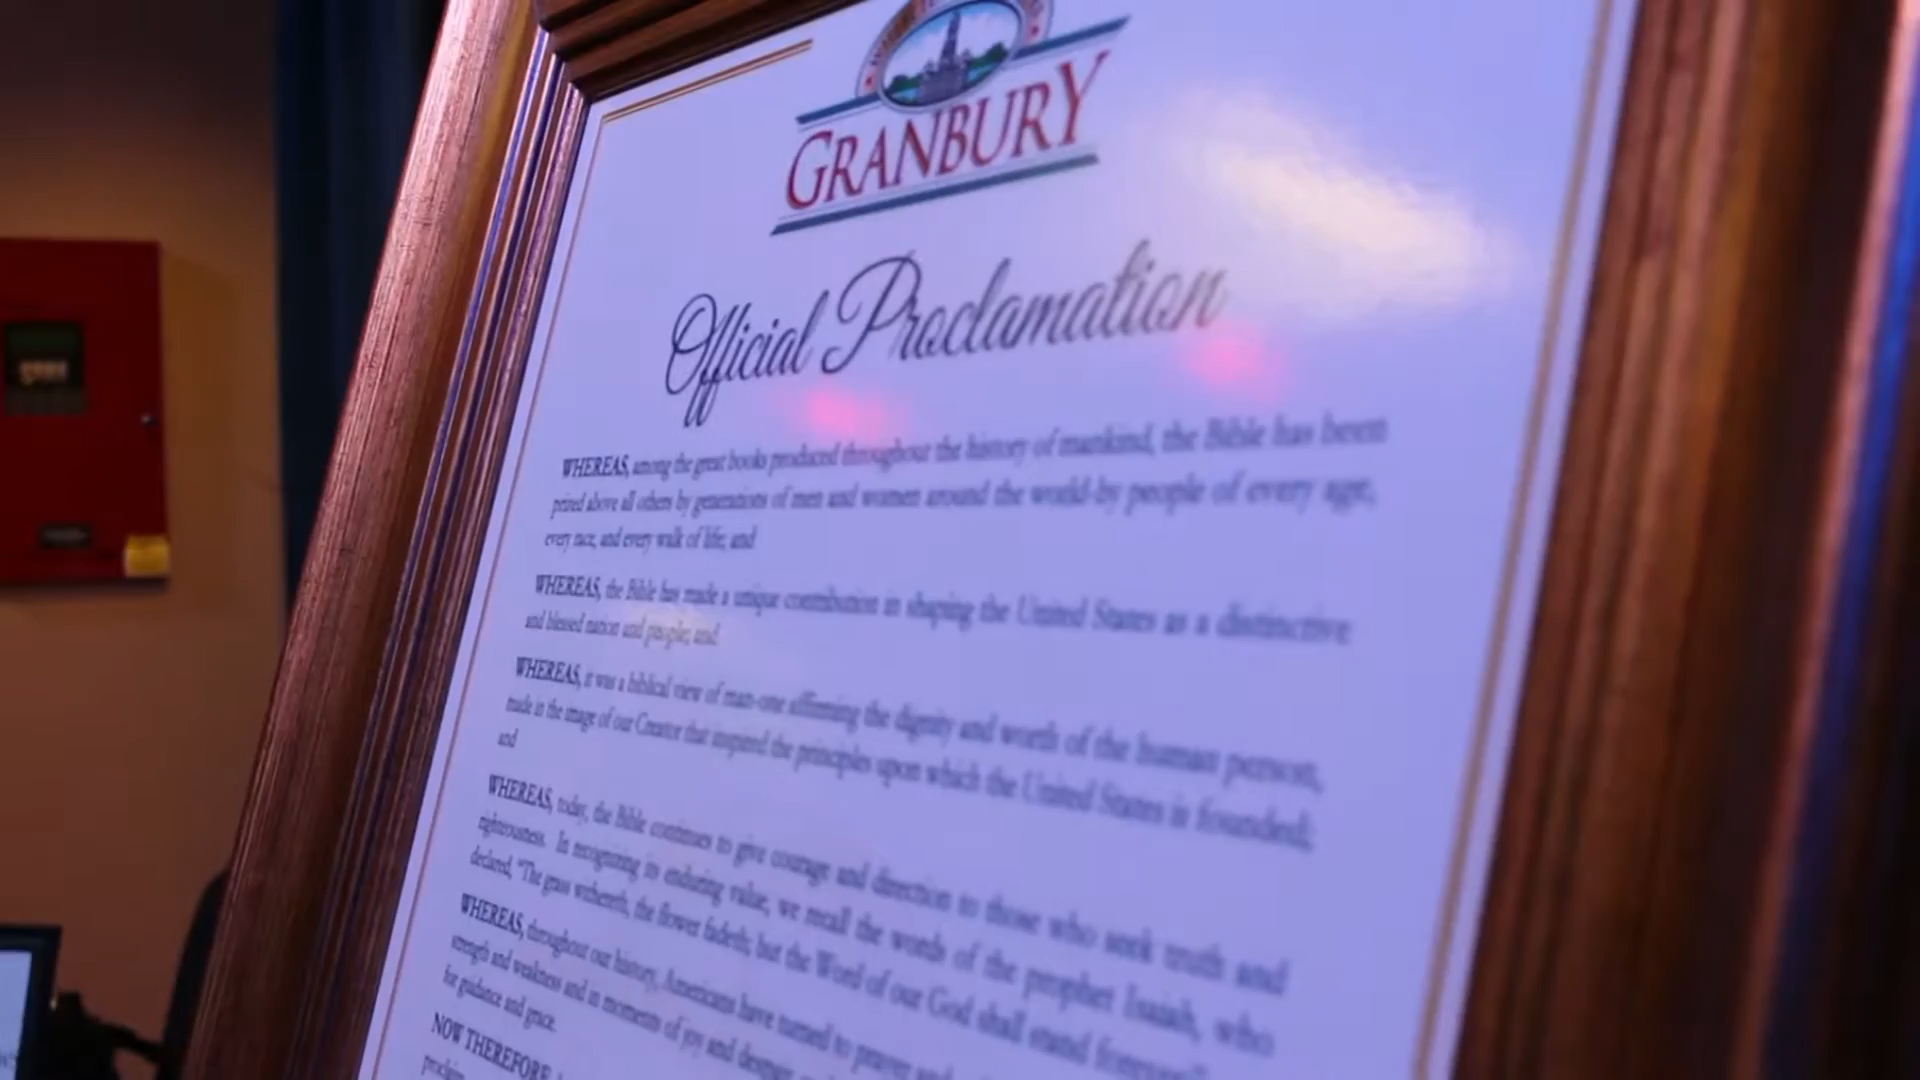 GRANBURY
Official Proclamation
WHEREAS, among the great books produced throughout the history of mankind, the Bible has been
prized above all others by generations of men and women around the world-by people of every age,
every race, and every walk of life; and
WHEREAS, the Bible has made a unique contribution in shaping the United States as a distinctive
and blessed nation and people; and
WHEREAS, it was a biblical view of man-one affirming the dignity and worth of the human person,
made in the image of our Creator that inspired the principles upon which the United States is founded;
and
WHEREAS, today, the Bible continues to give courage and direction to those who seek truth and
righteousness. In recognizing its enduring value, we recall the words of the prophet Isaiah, who
declared, "The grass withereth, the flower fadeth; but the Word of our God shall stand forever."
WHEREAS, throughout our history, Americans have turned to prayer
strength and weakness and in moments of joy and
for guidance and grace.
NOW THEREFORE,